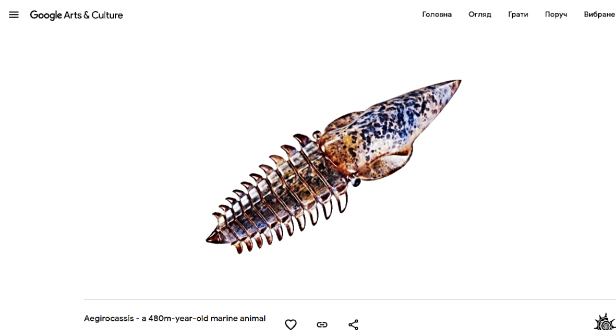 Google Arts & Culture
Головна Огляд Грати Поруч Вибране
Aegirocassis - a 480m-year-old marine animal